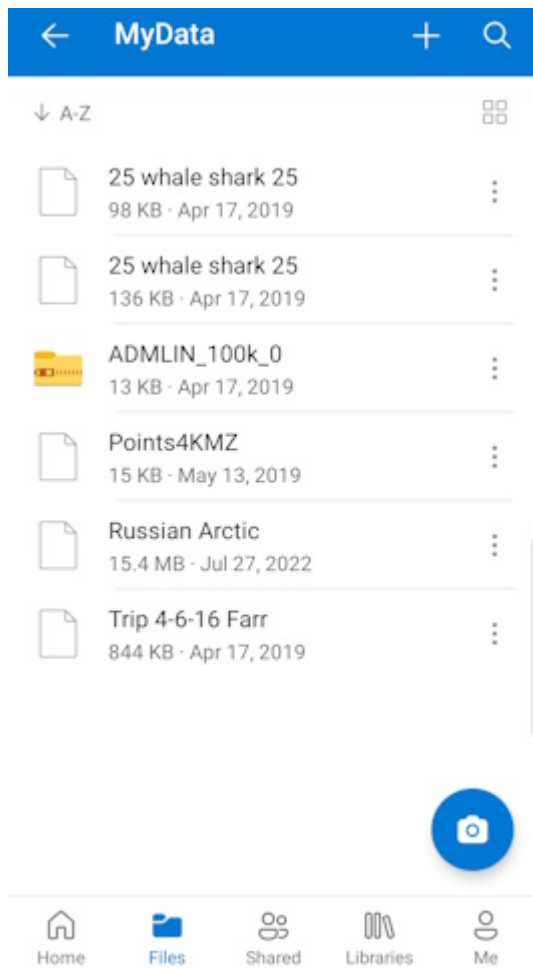 MyData
A-Z
25 whale shark 25
98 KB · Apr 17, 2019
25 whale shark 25
136 KB · Apr 17, 2019
ADMLIN_100k_0
13 KB · Apr 17, 2019
Points4KMZ
15 KB · May 13, 2019
Russian Arctic
15.4 MB · Jul 27, 2022
Trip 4-6-16 Farr
844 KB · Apr 17, 2019
Home Files Shared Libraries Me